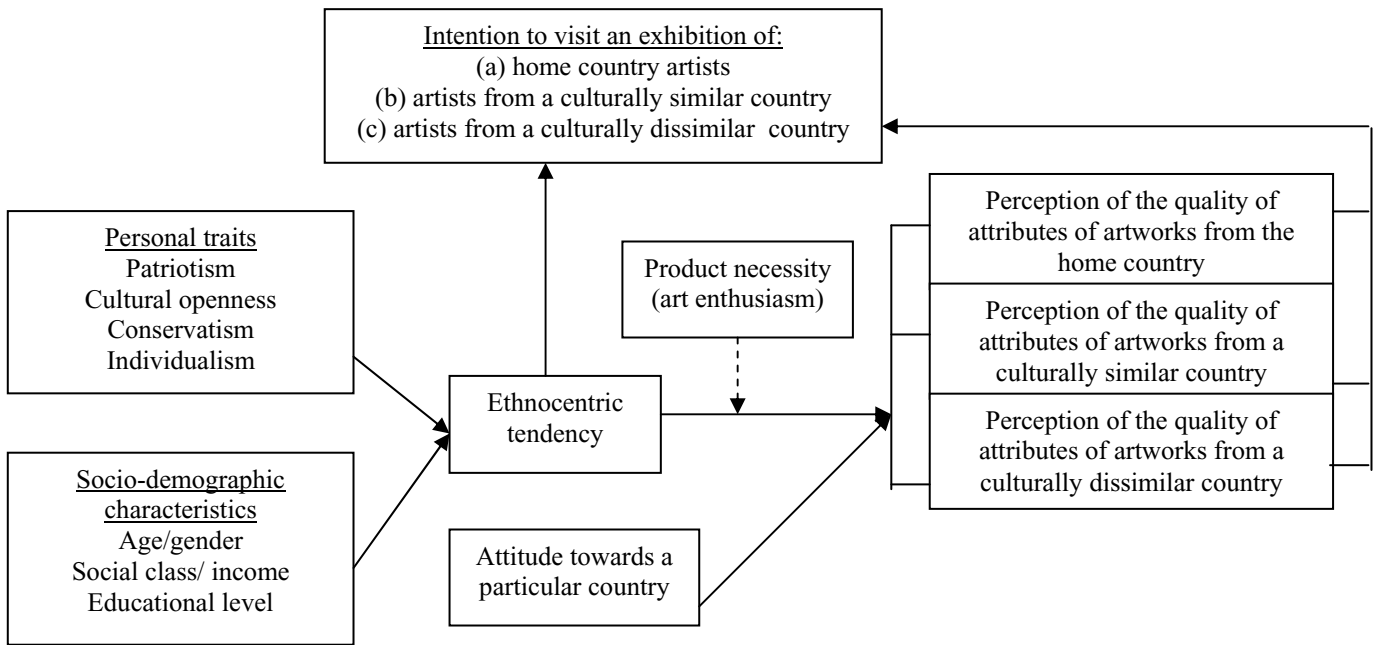 Intention to visit an exhibition of:
(a) home country artists
(b) artists from a culturally similar country
(c) artists from a culturally dissimilar  country
Personal traits
Patriotism
Cultural openness
Conservatism
Individualism
Socio-demographic
characteristics
Age/gender
Social class/ income
Educational level
Ethnocentric
tendency
Product necessity
(art enthusiasm)
Attitude towards a
particular country
Perception of the quality of
attributes of artworks from the
home country
Perception of the quality of
attributes of artworks from a
culturally similar country
Perception of the quality of
attributes of artworks from a
culturally dissimilar country